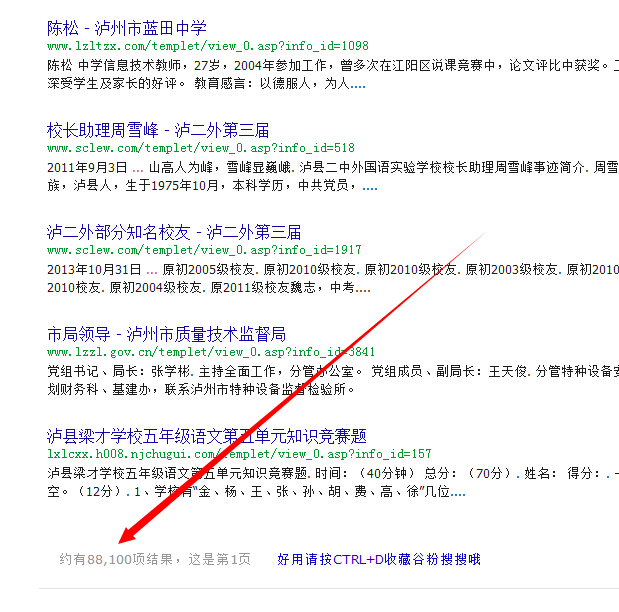 陈松 - 泸州市蓝田中学
www.lzltzx.com/templet/view_0.asp?info_id=1098
陈松 中学信息技术教师，27岁，2004年参加工作，曾多次在江阳区说课竞赛中，论文评比中获奖。
深受学生及家长的好评。 教育感言：以德服人，为人....
校长助理周雪峰 - 泸二外第三届
www.sclew.com/templet/view_0.asp?info_id=518
2011年9月3日 ... 山高人为峰，雪峰显巍峨. 泸县二中外国语实验学校校长助理周雪峰事迹简介. 周雪
族，泸县人，生于1975年10月，本科学历，中共党员，....
泸二外部分知名校友 - 泸二外第三届
www.sclew.com/templet/view_0.asp?info_id=1917
2013年10月31日 ... 原初2005级校友. 原初2010级校友. 原初2010级校友. 原初2003级校友. 原初2010
2010校友. 原初2004级校友. 原2011级校友魏志，中考....
市局领导 - 泸州市质量技术监督局
www.lzzl.gov.cn/templet/view_0.asp?info_id=3841
党组书记、局长：张学彬. 主持全面工作，分管办公室。 党组成员、副局长：王天俊. 分管特种设备安
划财务科、基建办，联系泸州市特种设备监督检验所。
泸县梁才学校五年级语文第五单元知识竞赛题
lxlcxx.h008.njchugui.com/templet/view_0.asp?info_id=157
泸县梁才学校五年级语文第五单元知识竞赛题. 时间：（40分钟） 总分：（70分）. 姓名： 得分：. 一
空。（12分）. 1、学校有“金、杨、王、张、孙、胡、费、高、徐”几位....
约有88,100项结果，这是第1页 好用请按CTRL+D收藏谷粉搜搜哦